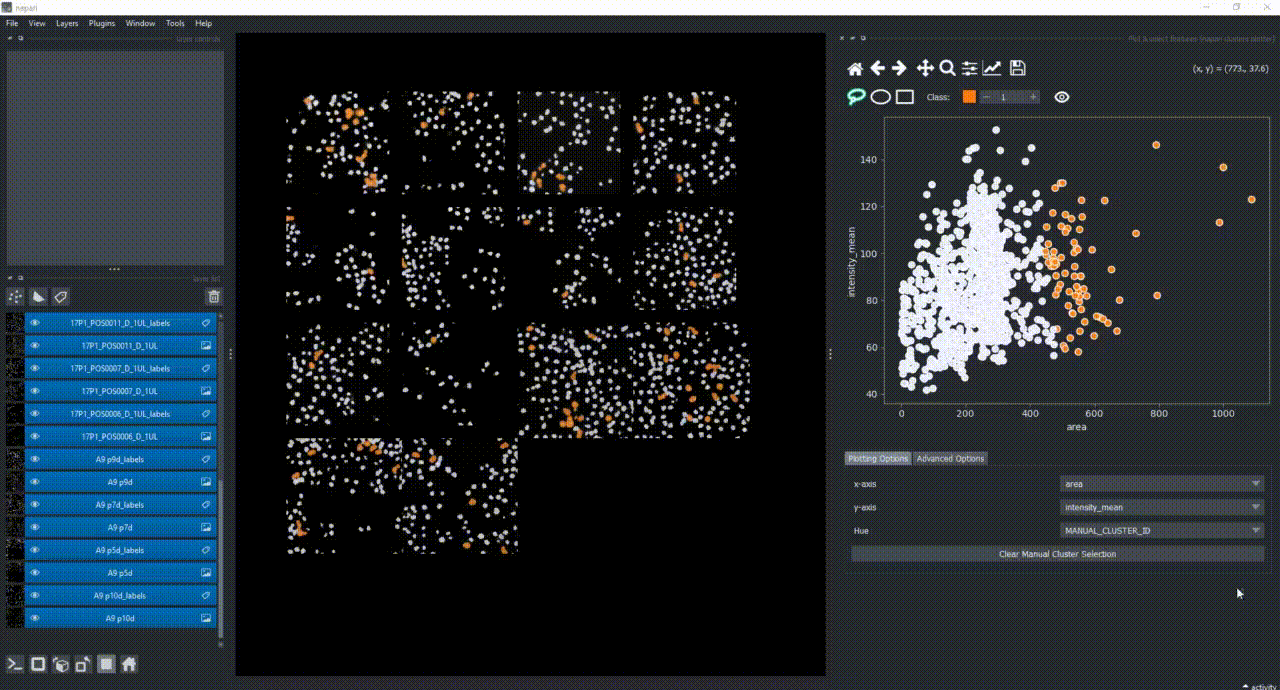 napari
File View Layers Plugins Window Tools Help
layer controls
layer list
17P1_POS0011_D_1UL_labels
17P1_POS0011_D_1UL
17P1_POS0007_D_1UL_labels
17P1_POS0007_D_1UL
17P1_POS0006_D_1UL_labels
17P1_POS0006_D_1UL
A9 p9d_labels
A9 p9d
A9 p7d_labels
A9 p7d
A9 p5d_labels
A9 p5d
A9 p10d_labels
A9 p10d
Plot & select features (napari clusters plotter)
(x, y) = (773., 37.6)
Class: 1
intensity_mean
140
120
100
80
60
40
0 200 400 600 800 1000
area
Plotting Options Advanced Options
x-axis area
y-axis intensity_mean
Hue MANUAL_CLUSTER_ID
Clear Manual Cluster Selection
activity